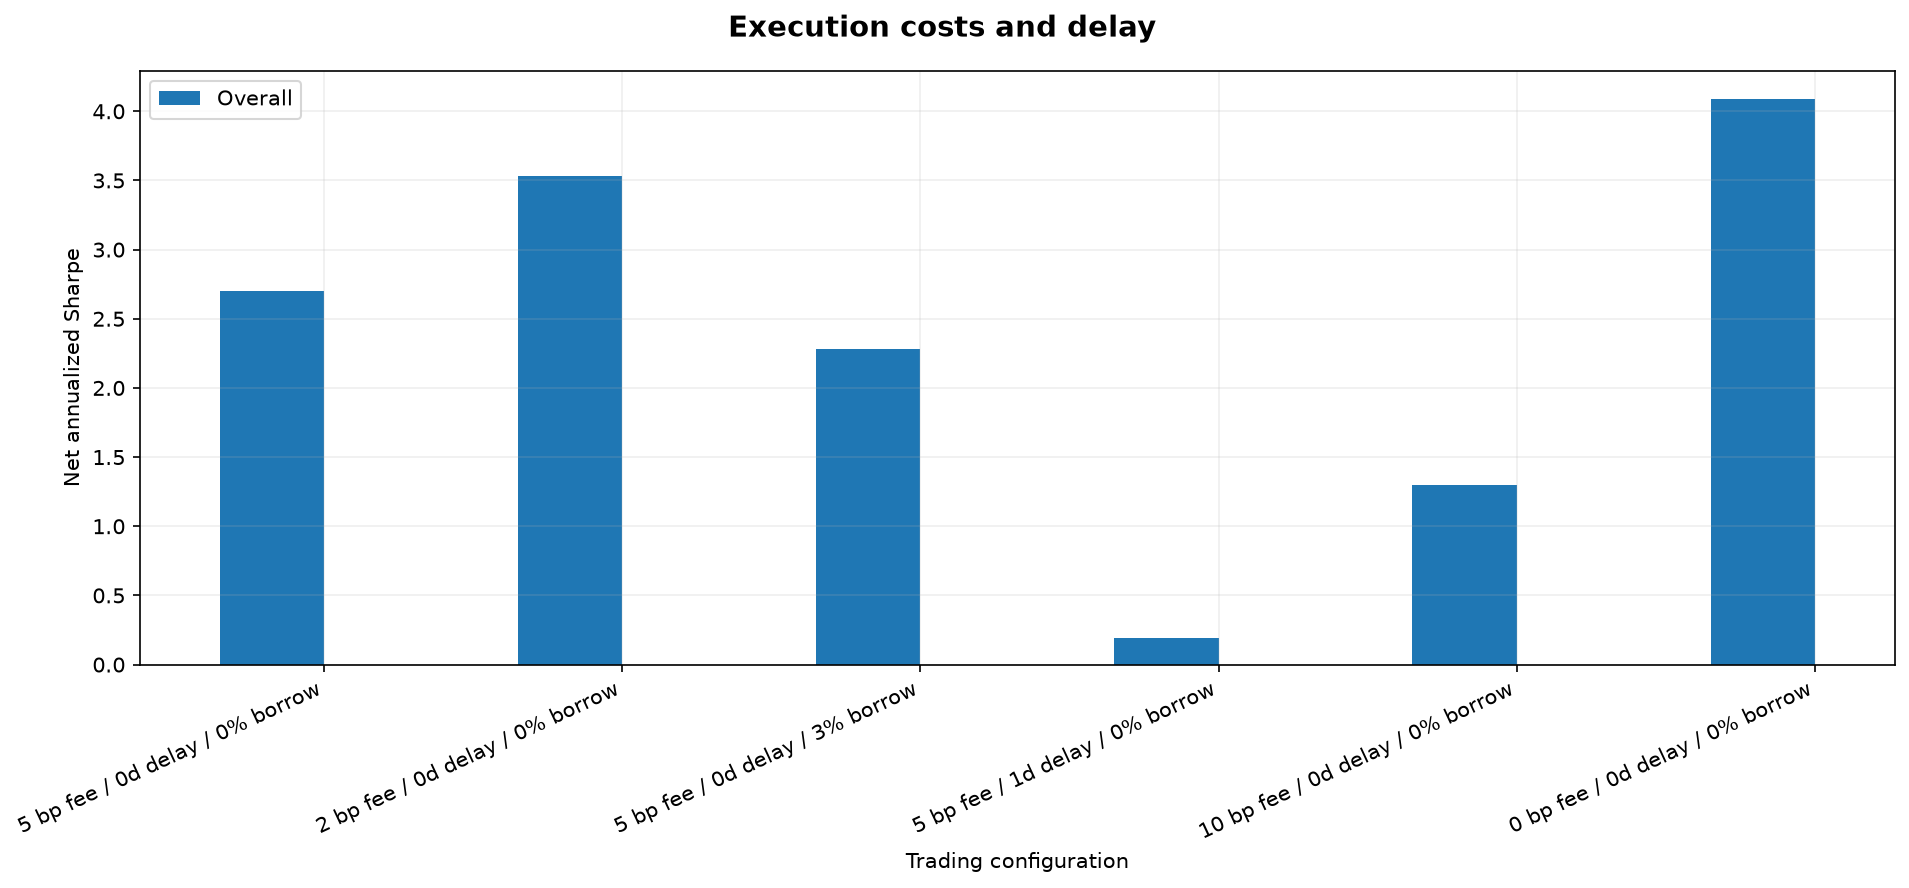 Execution costs and delay
Overall
Net annualized Sharpe
4.0
3.5
3.0
2.5
2.0
1.5
1.0
0.5
0.0
5 bp fee / 0d delay / 0% borrow
2 bp fee / 0d delay / 0% borrow
5 bp fee / 0d delay / 3% borrow
5 bp fee / 1d delay / 0% borrow
10 bp fee / 0d delay / 0% borrow
0 bp fee / 0d delay / 0% borrow
Trading configuration